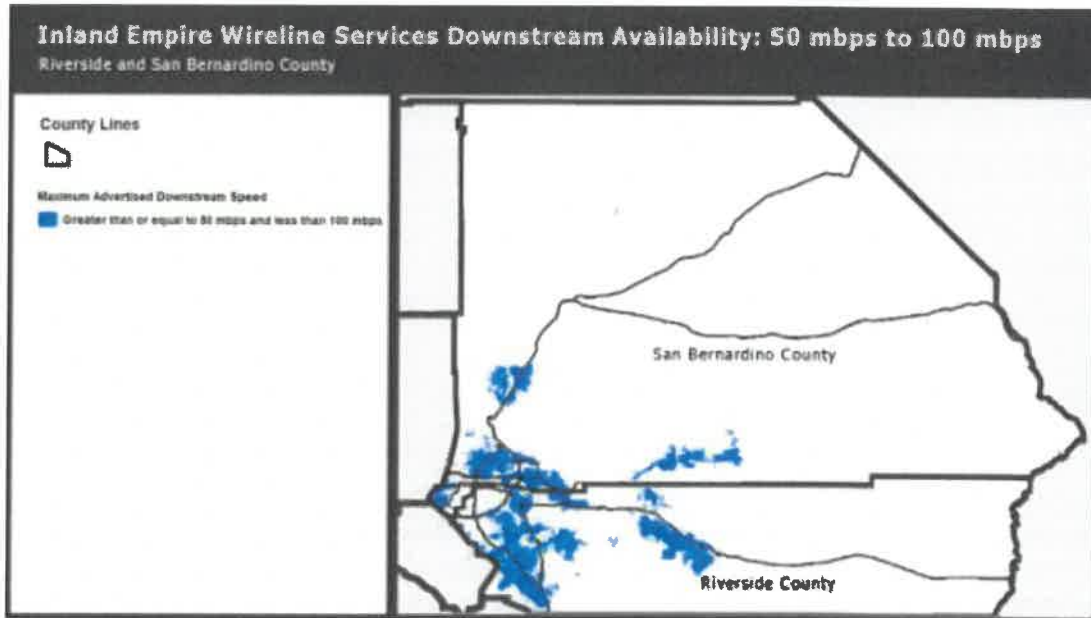 Inland Empire Wireline Services Downstream Availability: 50 mbps to 100 mbps
Riverside and San Bernardino County
County Lines
Maximum Advertised Downstream Speed
Greater than or equal to 50 mbps and less than 100 mbps
San Bernardino County
Riverside County